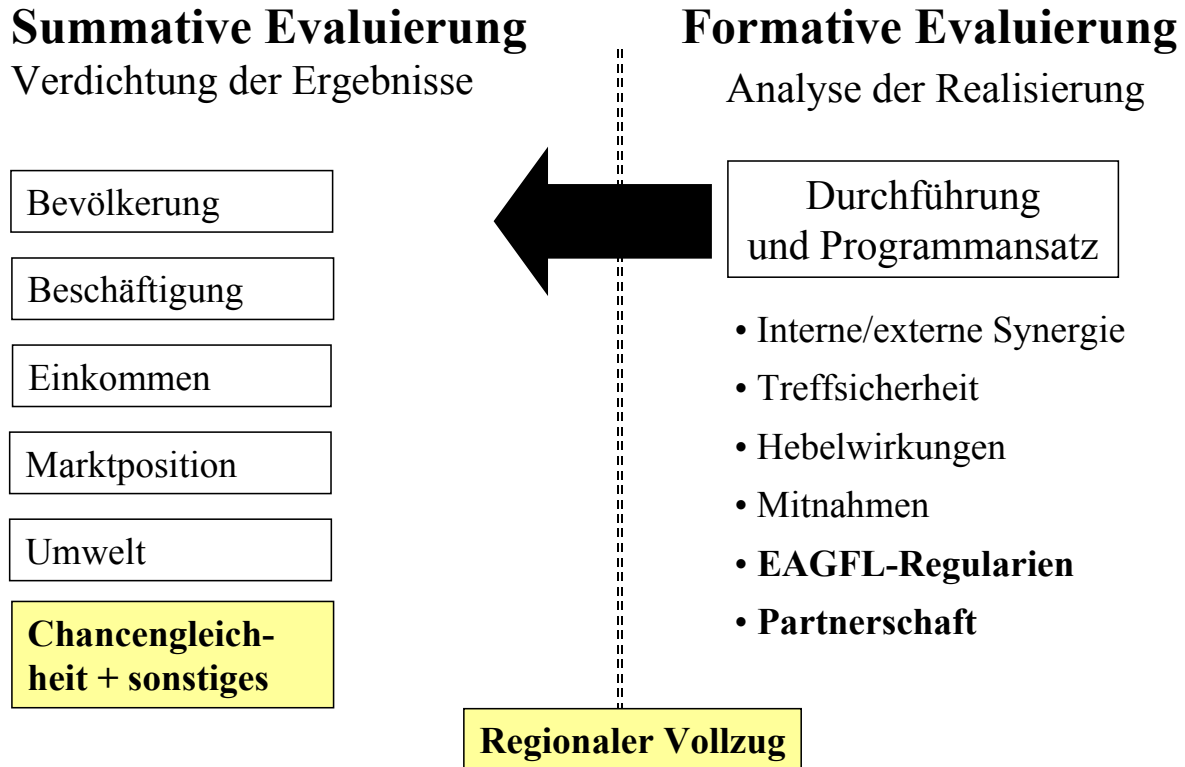 Summative Evaluierung
Verdichtung der Ergebnisse
Bevölkerung
Beschäftigung
Einkommen
Marktposition
Umwelt
Chancengleich-
heit + sonstiges
Formative Evaluierung
Analyse der Realisierung
Durchführung
und Programmansatz
• Interne/externe Synergie
• Treffsicherheit
• Hebelwirkungen
• Mitnahmen
• EAGFL-Regularien
• Partnerschaft
Regionaler Vollzug